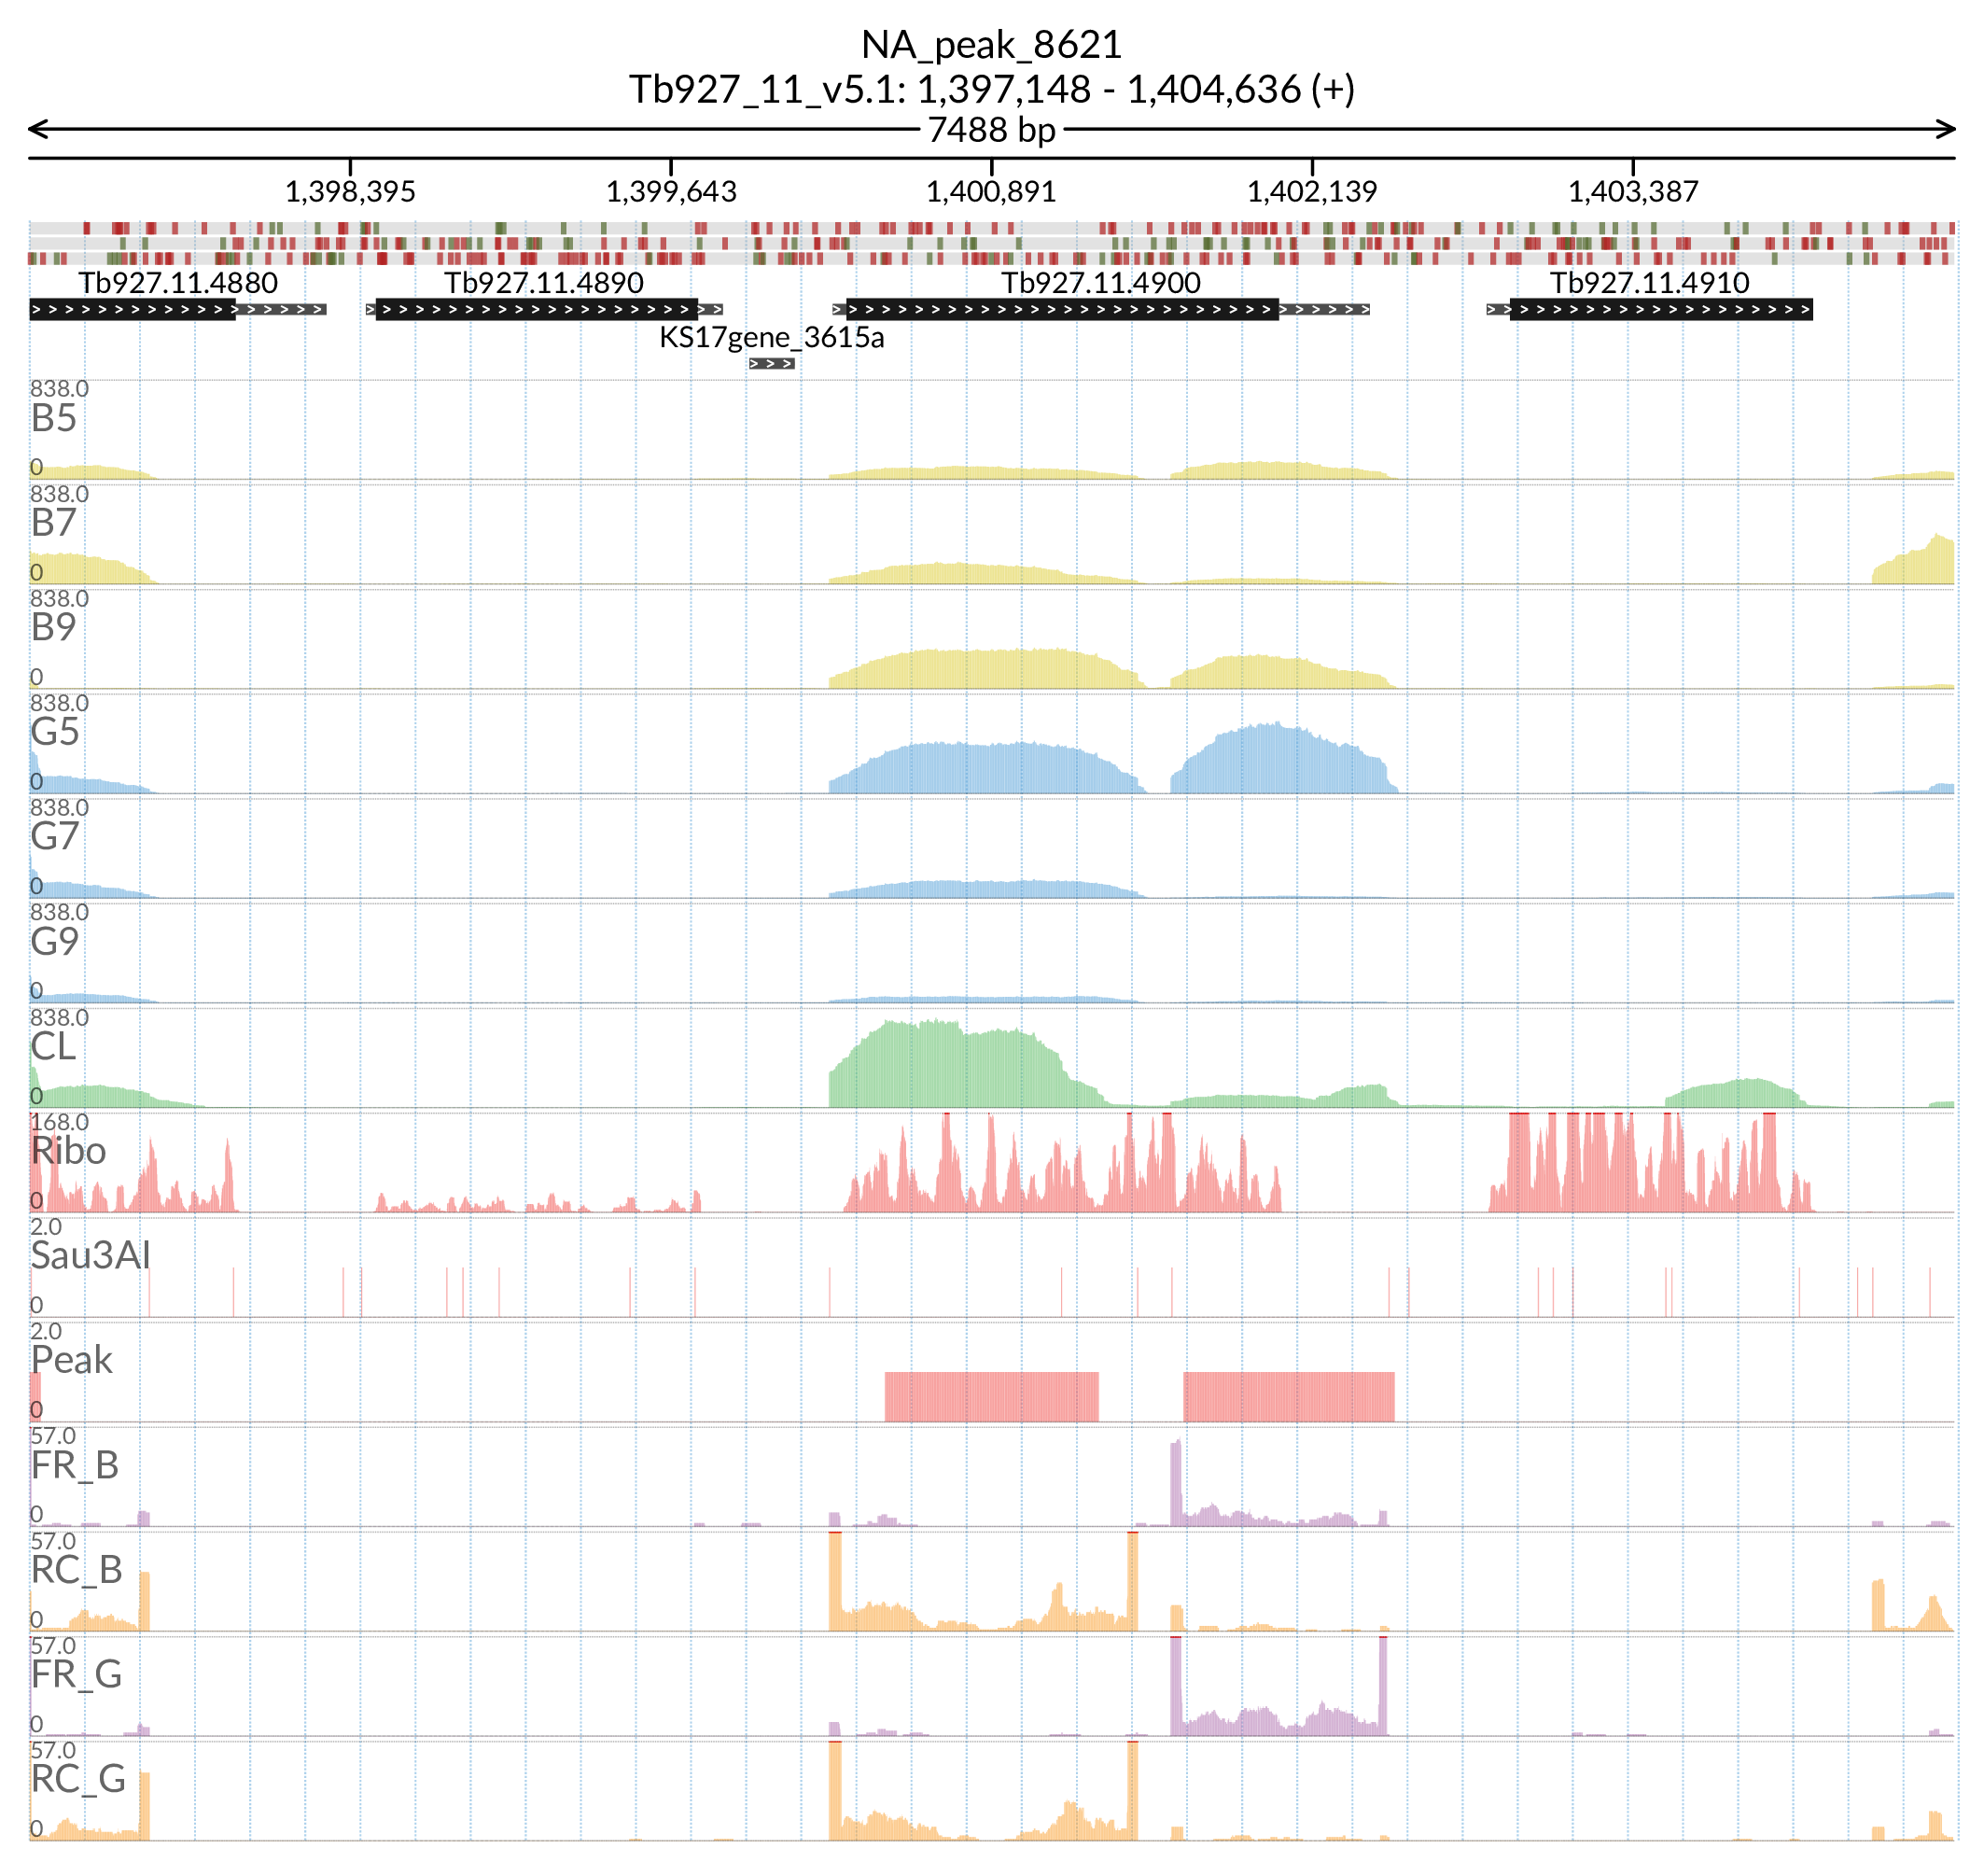 NA_peak_8621
Tb927_11_v5.1: 1,397,148 - 1,404,636 (+)
7488 bp
1,398,395 1,399,643 1,400,891 1,402,139 1,403,387
Tb927.11.4880 Tb927.11.4890 Tb927.11.4900 Tb927.11.4910
KS17gene_3615a
838.0
B5
0
838.0
B7
0
838.0
B9
0
838.0
G5
0
838.0
G7
0
838.0
G9
0
838.0
CL
0
168.0
Ribo
0
2.0
Sau3AI
0
2.0
Peak
0
57.0
FR_B
0
57.0
RC_B
0
57.0
FR_G
0
57.0
RC_G
0